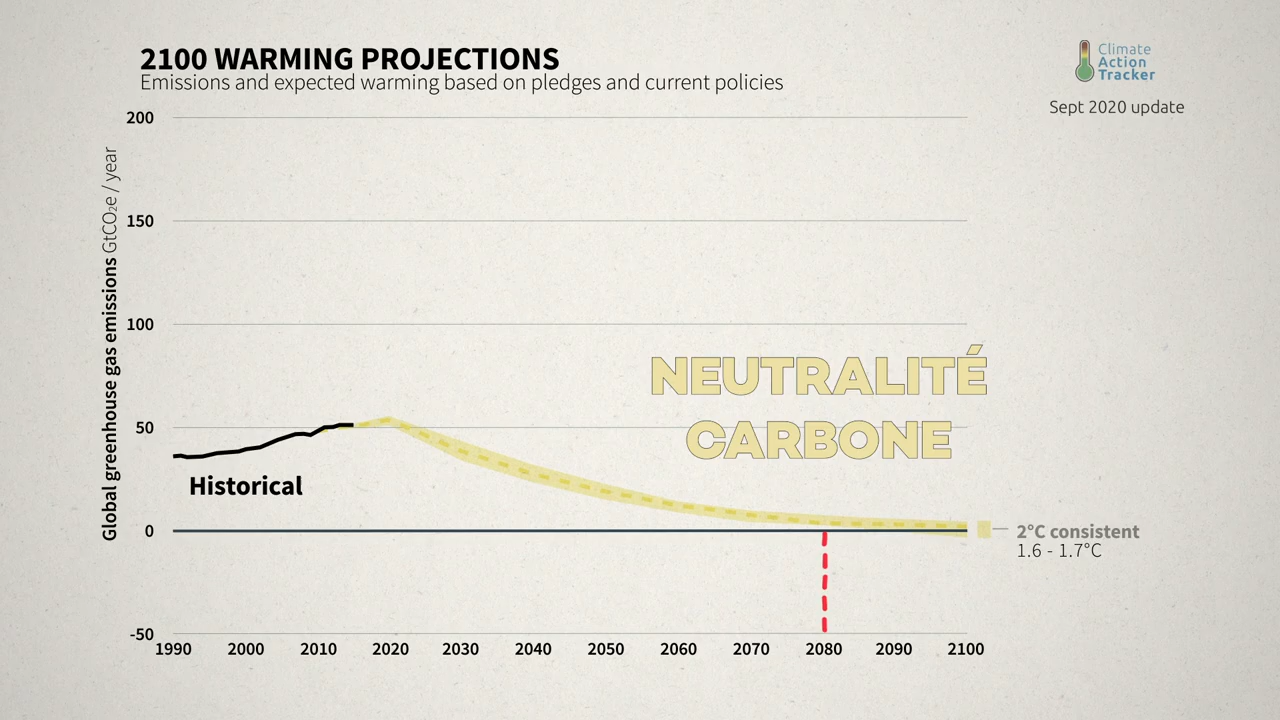 2100 WARMING PROJECTIONS
Emissions and expected warming based on pledges and current policies
Climate
Action
Tracker
Sept 2020 update
Global greenhouse gas emissions GtCO₂e / year
200
150
100
50
0
-50
NEUTRALITÉ
CARBONE
Historical
2°C consistent
1.6 - 1.7°C
1990 2000 2010 2020 2030 2040 2050 2060 2070 2080 2090 2100